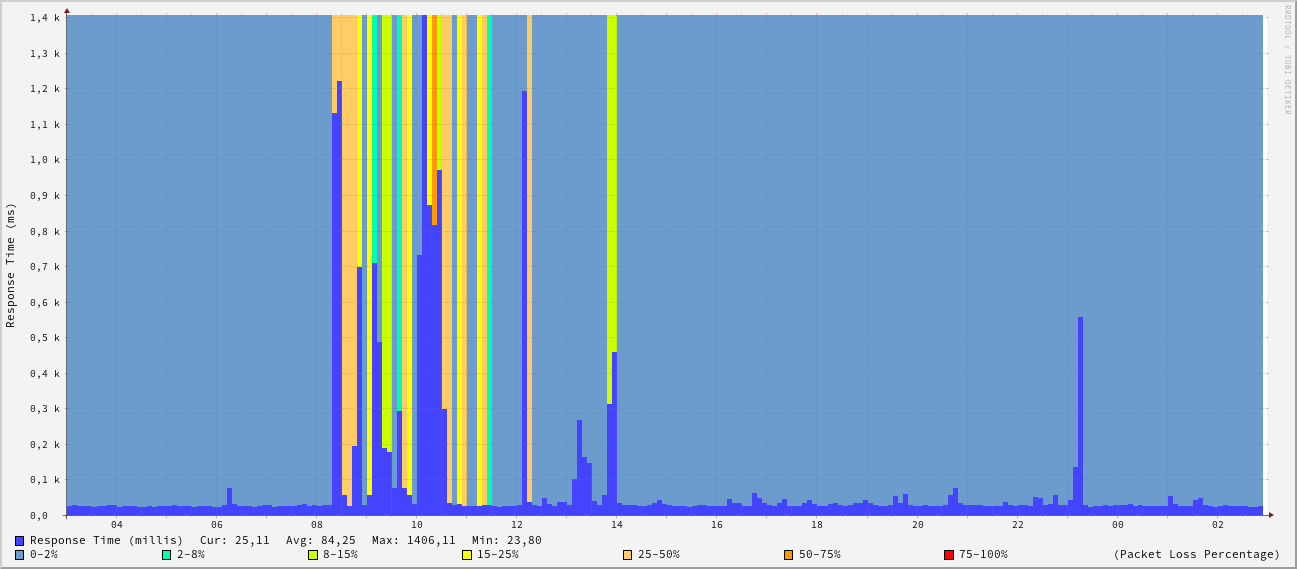 RRDTOOL / TOBI OETIKER
Response Time (ms)
1,4 k
1,3 k
1,2 k
1,1 k
1,0 k
0,9 k
0,8 k
0,7 k
0,6 k
0,5 k
0,4 k
0,3 k
0,2 k
0,1 k
0,0
04 06 08 10 12 14 16 18 20 22 00 02
Response Time (millis) Cur: 25,11 Avg: 84,25 Max: 1406,11 Min: 23,80
0-2% 2-8% 8-15% 15-25% 25-50% 50-75% 75-100% (Packet Loss Percentage)